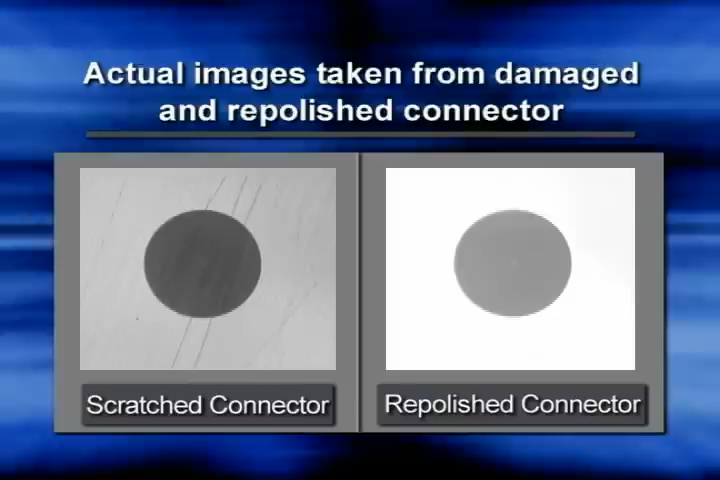 Actual images taken from damaged
and repolished connector
Scratched Connector
Repolished Connector